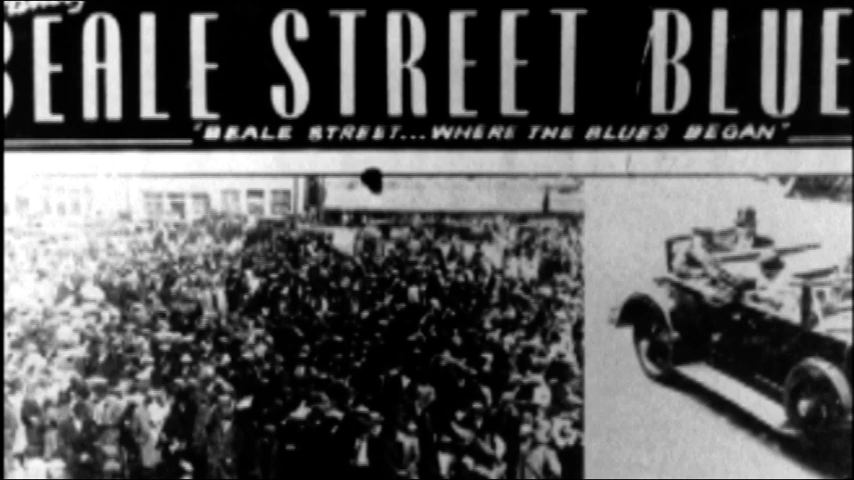 BEALE STREET BLUE
"BEALE STREET...WHERE THE BLUES BEGAN"